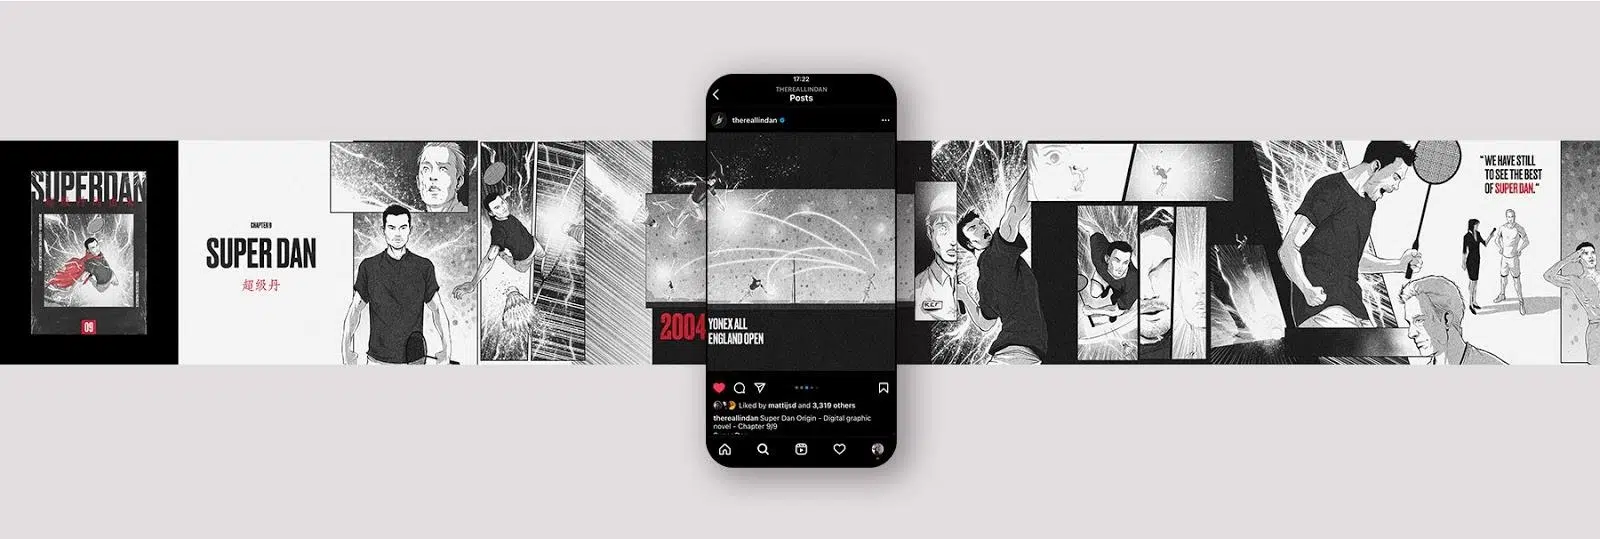 SUPERDAN
09
CHAPTER 9
SUPER DAN
超级丹
2004
17:22
THEREALLINDAN
Posts
thereallindan
YONEX ALL
ENGLAND OPEN
Liked by mattijsd and 3,319 others
thereallindan Super Dan Origin - Digital graphic
novel - Chapter 9/9
REF
"WE HAVE STILL
TO SEE THE BEST
OF SUPER DAN."